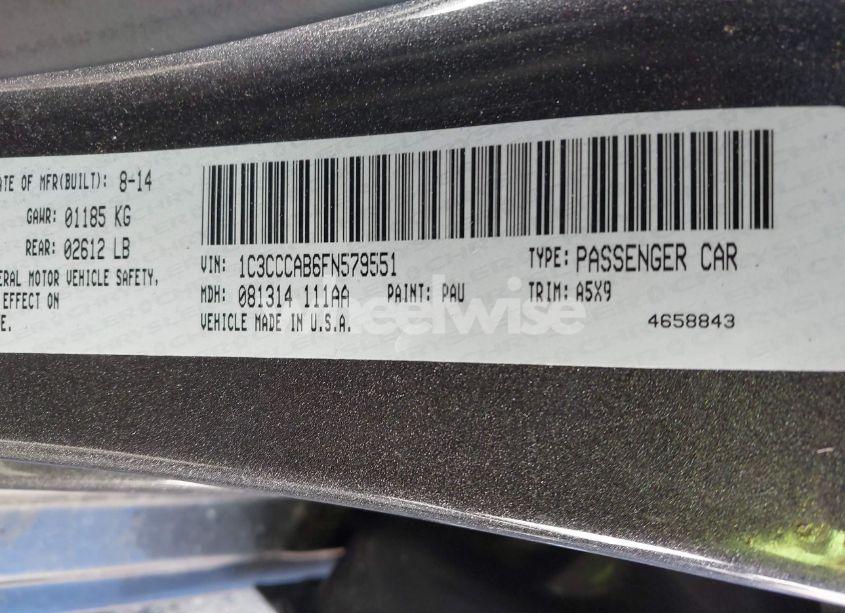 ATE OF MFR(BUILT): 8-14
GAWR: 01185 KG
REAR: 02612 LB
ERAL MOTOR VEHICLE SAFETY,
EFFECT ON
E.
VIN: 1C3CCCAB6FN579551
TYPE: PASSENGER CAR
MDH: 081314 111AA
PAINT: PAU
TRIM: A5X9
VEHICLE MADE IN U.S.A.
4658843